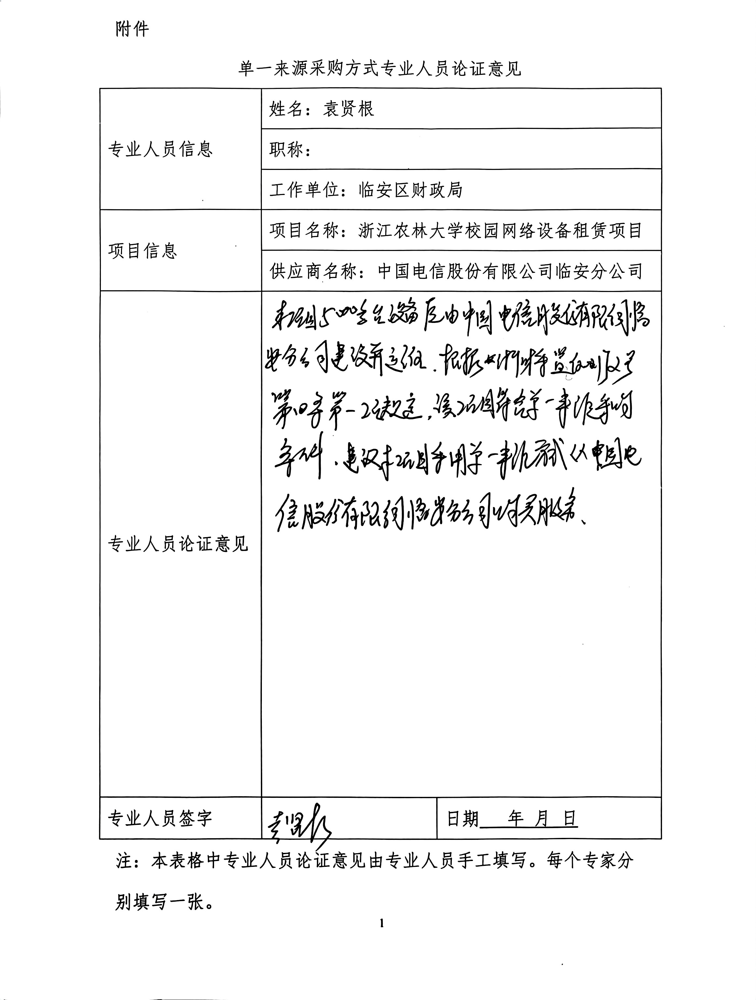 附件
单一来源采购方式专业人员论证意见
专业人员信息
姓名：袁贤根
职称：
工作单位：临安区财政局
项目信息
项目名称：浙江农林大学校园网络设备租赁项目
供应商名称：中国电信股份有限公司临安分公司
专业人员论证意见
本项目5000多台设备已由中国电信股份有限公司临
安分公司建设并运维．根据
第四条第一2款规定，该项目符合单一来源采购
条件．建议本项目采用单一来源方式从中国电
信股份有限公司临安分公司购买服务、
专业人员签字
袁贤根
日期 年 月 日
注：本表格中专业人员论证意见由专业人员手工填写。每个专家分
别填写一张。
1